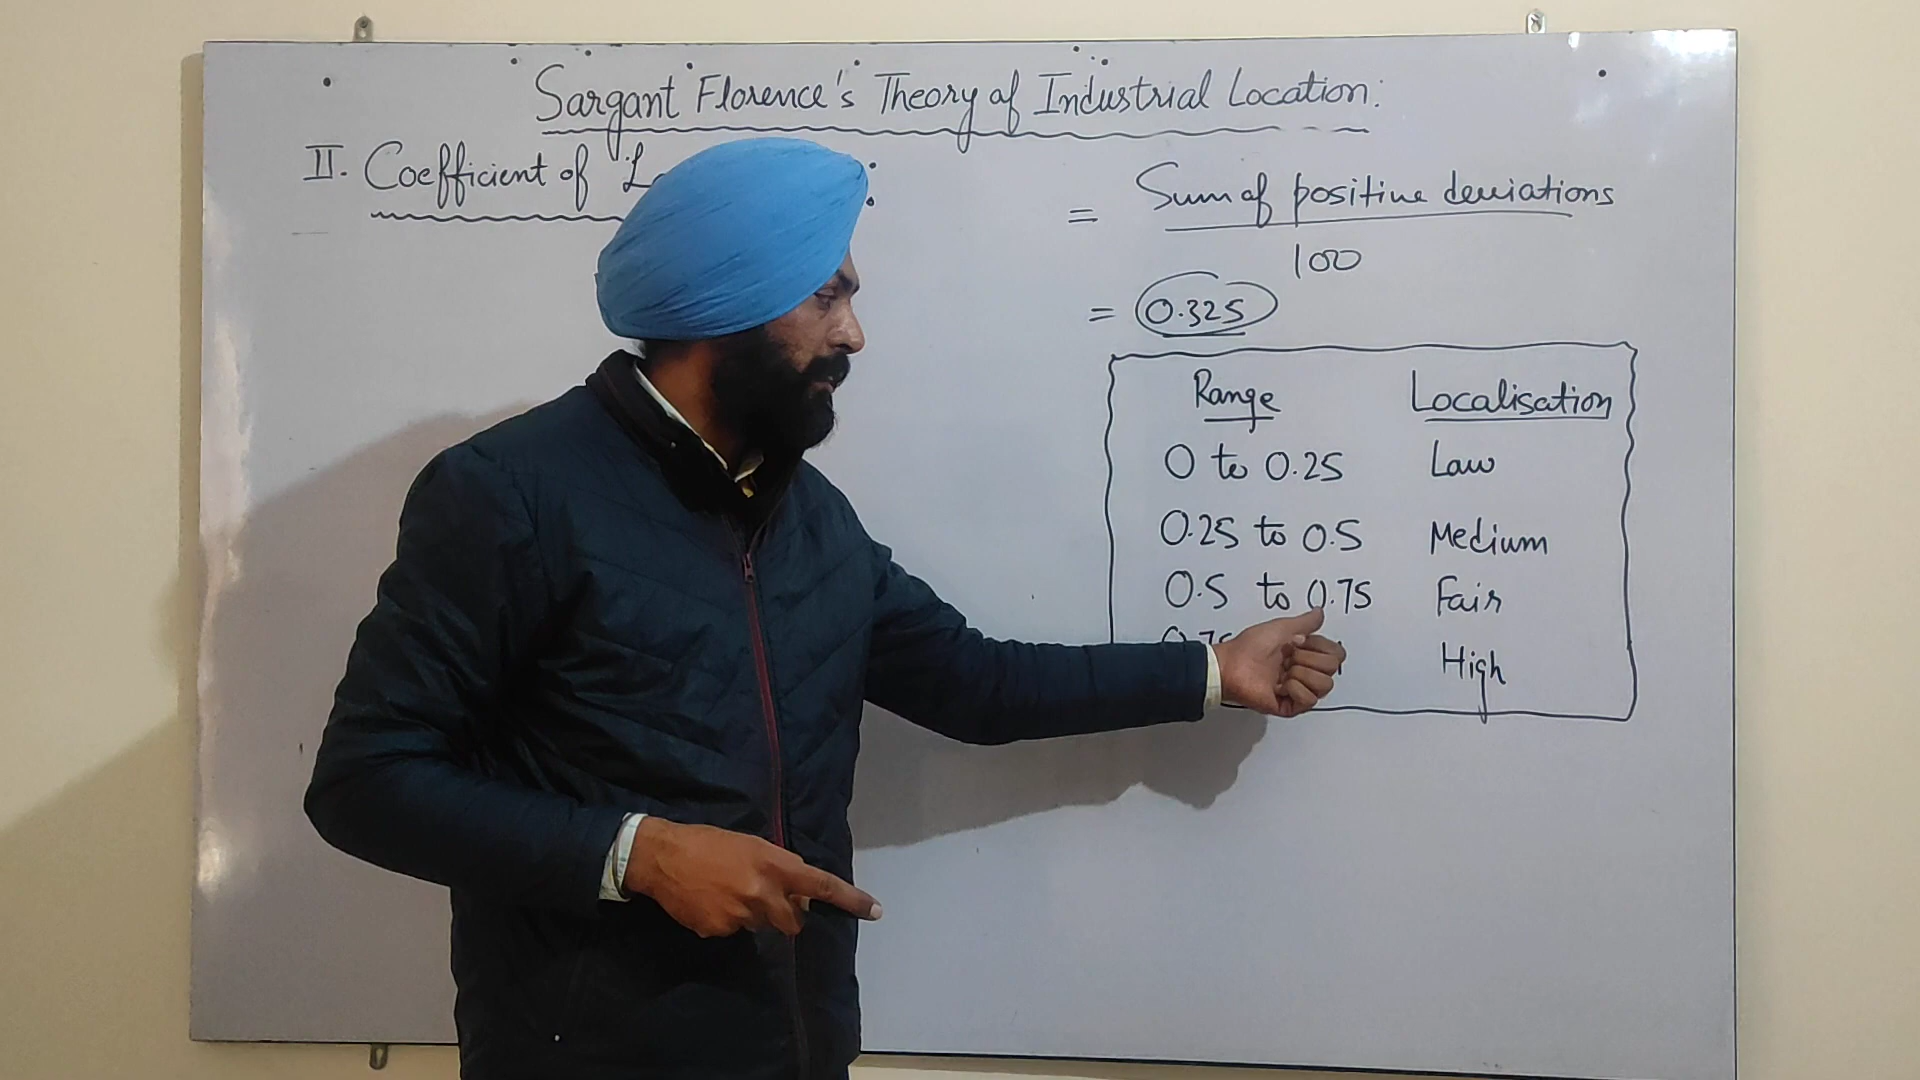 Sargant Florence's Theory of Industrial Location:
II. Coefficient of :
= Sum of positive deviations
100
= 0.325
Range Localisation
0 to 0.25 Low
0.25 to 0.5 Medium
0.5 to 0.75 Fair
High